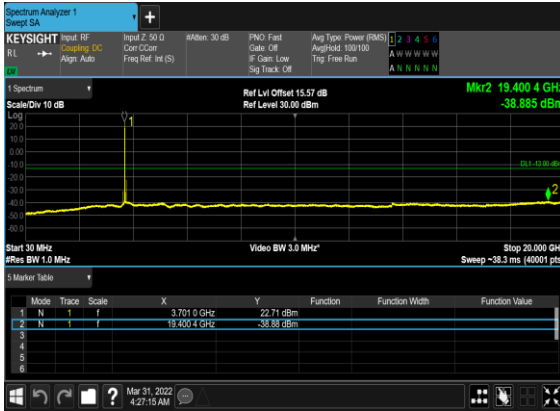 Spectrum Analyzer 1
Swept SA
+
KEYSIGHT Input: RF Input Z: 50 Ω #Atten: 30 dB PNO: Fast Avg Type: Power (RMS) 1 2 3 4 5 6
RL Coupling: DC Corr CCorr Gate: Off Avg|Hold: 100/100 A W W W W W
Align: Auto Freq Ref: Int (S) IF Gain: Low Trig: Free Run
Sig Track: Off A N N N N N
1 Spectrum Ref Lvl Offset 15.57 dB Mkr2 19.400 4 GHz
Scale/Div 10 dB Ref Level 30.00 dBm -38.885 dBm
Log
20.0
10.0
0.00
-10.0
-20.0
-30.0
-40.0
-50.0
-60.0
1
DL1 -13.00 dBm
2
Start 30 MHz Video BW 3.0 MHz* Stop 20.000 GHz
#Res BW 1.0 MHz Sweep ~38.3 ms (40001 pts)
5 Marker Table
Mode Trace Scale X Y Function Function Width Function Value
1 N 1 f 3.701 0 GHz 22.71 dBm
2 N 1 f 19.400 4 GHz -38.88 dBm
3
4
5
6
? Mar 31, 2022
4:27:15 AM